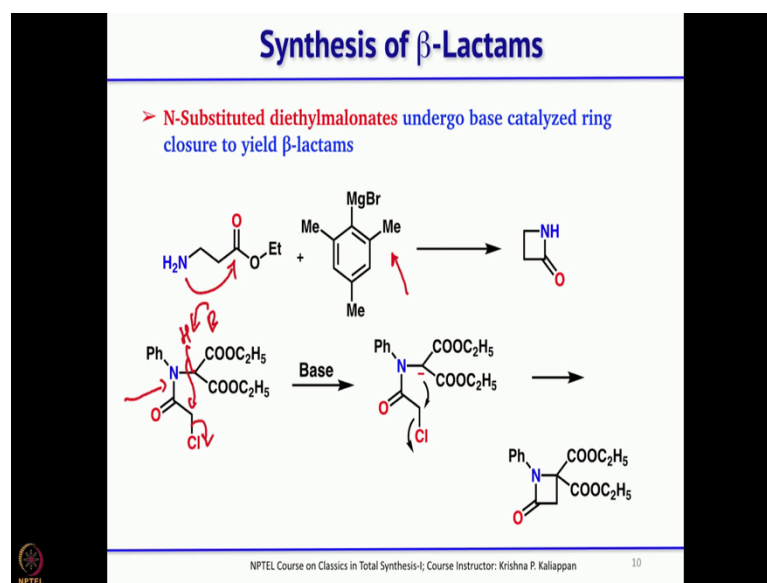 Synthesis of β-Lactams
➢ N-Substituted diethylmalonates undergo base catalyzed ring
closure to yield β-lactams
MgBr
O
Me
Me
Et
H₂N
O
+
NH
O
Me
H
B
Ph
COOC₂H₅
N
COOC₂H₅
O
Cl
Base
Ph
COOC₂H₅
N
–
COOC₂H₅
O
Cl
Ph
COOC₂H₅
N
COOC₂H₅
O
NPTEL Course on Classics in Total Synthesis-I; Course Instructor: Krishna P. Kaliappan
10
NPTEL